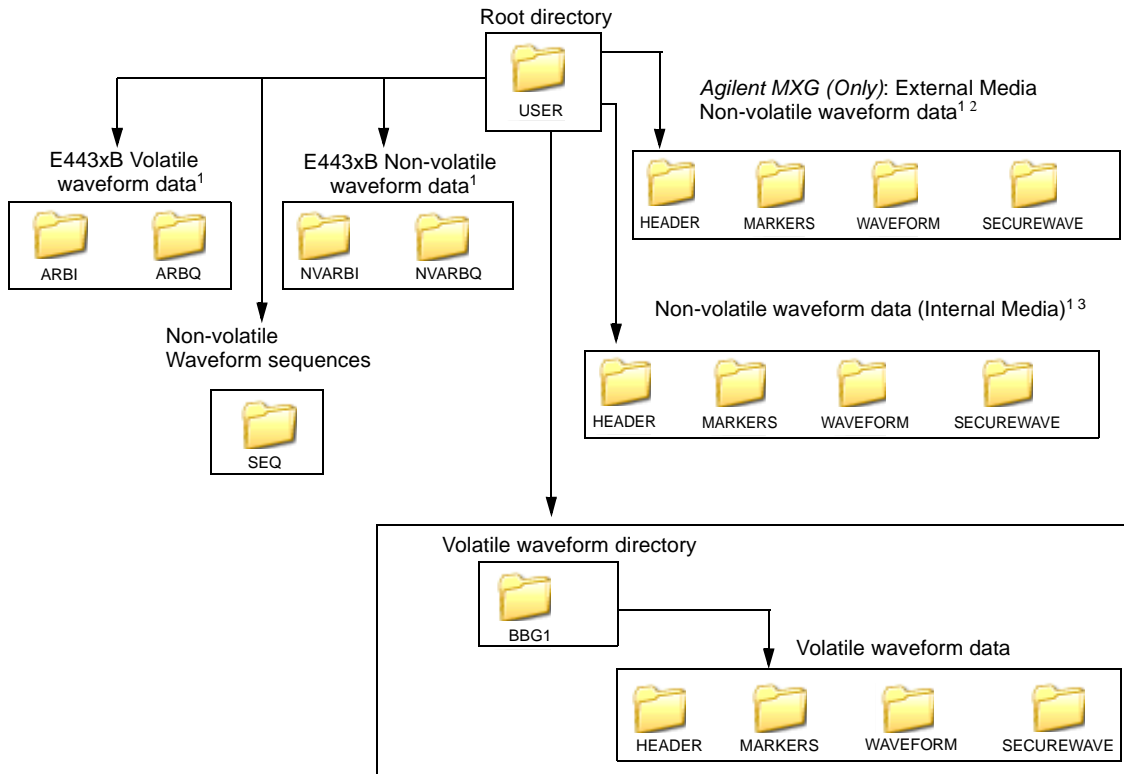 Root directory
USER
Agilent MXG (Only): External Media
Non-volatile waveform data1 2
HEADER MARKERS WAVEFORM SECUREWAVE
E443xB Volatile
waveform data1
ARBI ARBQ
E443xB Non-volatile
waveform data1
NVARBI NVARBQ
Non-volatile
Waveform sequences
SEQ
Non-volatile waveform data (Internal Media)1 3
HEADER MARKERS WAVEFORM SECUREWAVE
Volatile waveform directory
BBG1
Volatile waveform data
HEADER MARKERS WAVEFORM SECUREWAVE